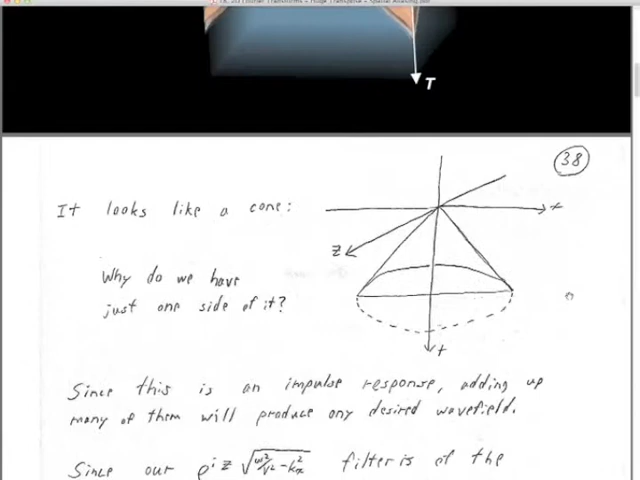 T
38
It looks like a cone:
x
z
Why do we have
just one side of it?
t
Since this is an impulse response, adding up
many of them will produce any desired wavefield.
Since our e^{iz√(ω²/v² - kx²)} filter is of the